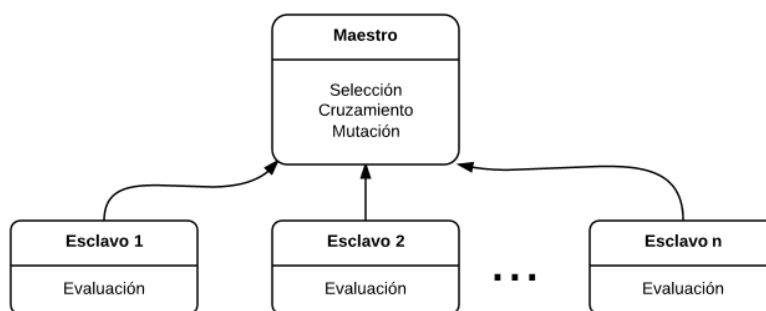 Maestro
Selección
Cruzamiento
Mutación
Esclavo 1
Evaluación
Esclavo 2
Evaluación
...
Esclavo n
Evaluación